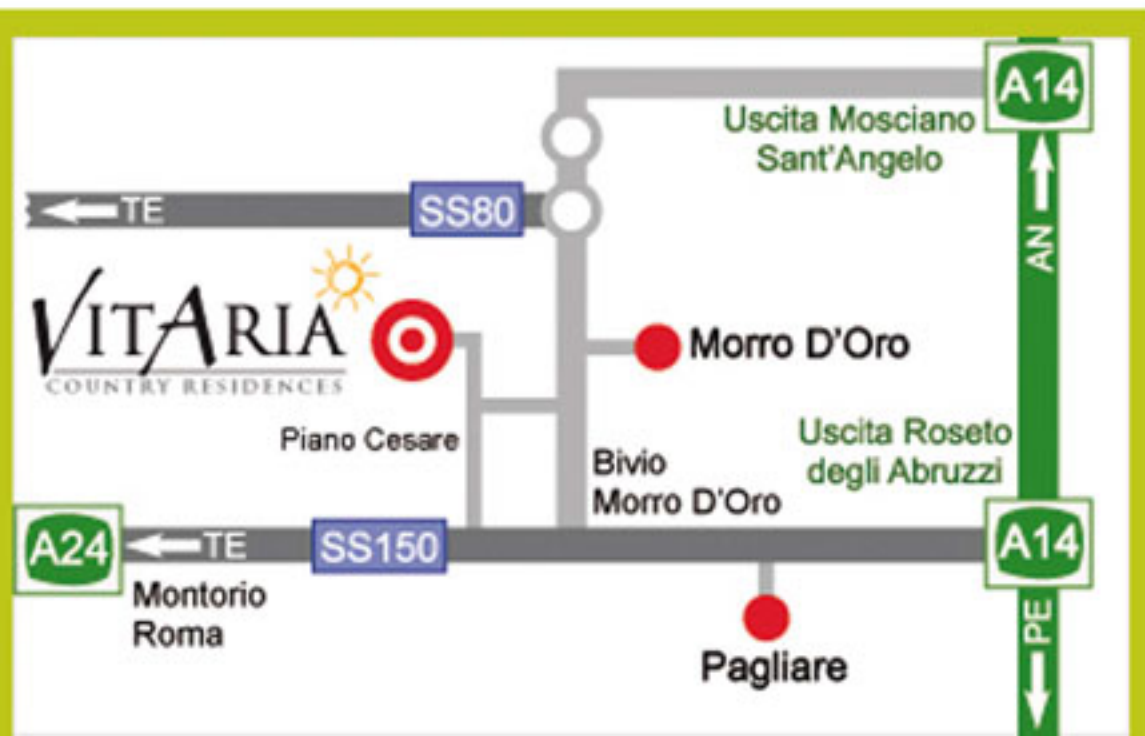 A14
Uscita Mosciano
Sant'Angelo
TE
SS80
AN
VITARIA
COUNTRY RESIDENCES
Morro D'Oro
Piano Cesare
Uscita Roseto
degli Abruzzi
Bivio
Morro D'Oro
A24
TE
SS150
A14
Montorio
Roma
PE
Pagliare